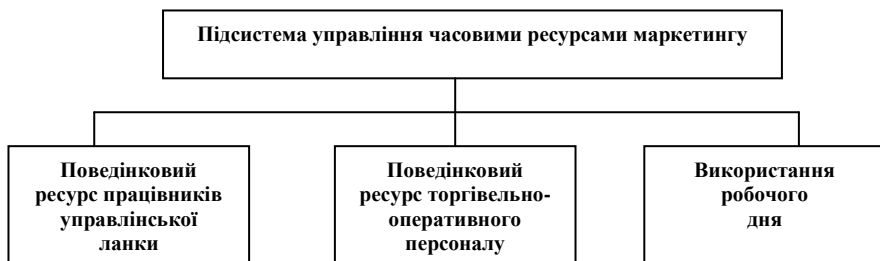 Підсистема управління часовими ресурсами маркетингу
Поведінковий
ресурс працівників
управлінської
ланки
Поведінковий
ресурс торгівельно-
оперативного
персоналу
Використання
робочого
дня